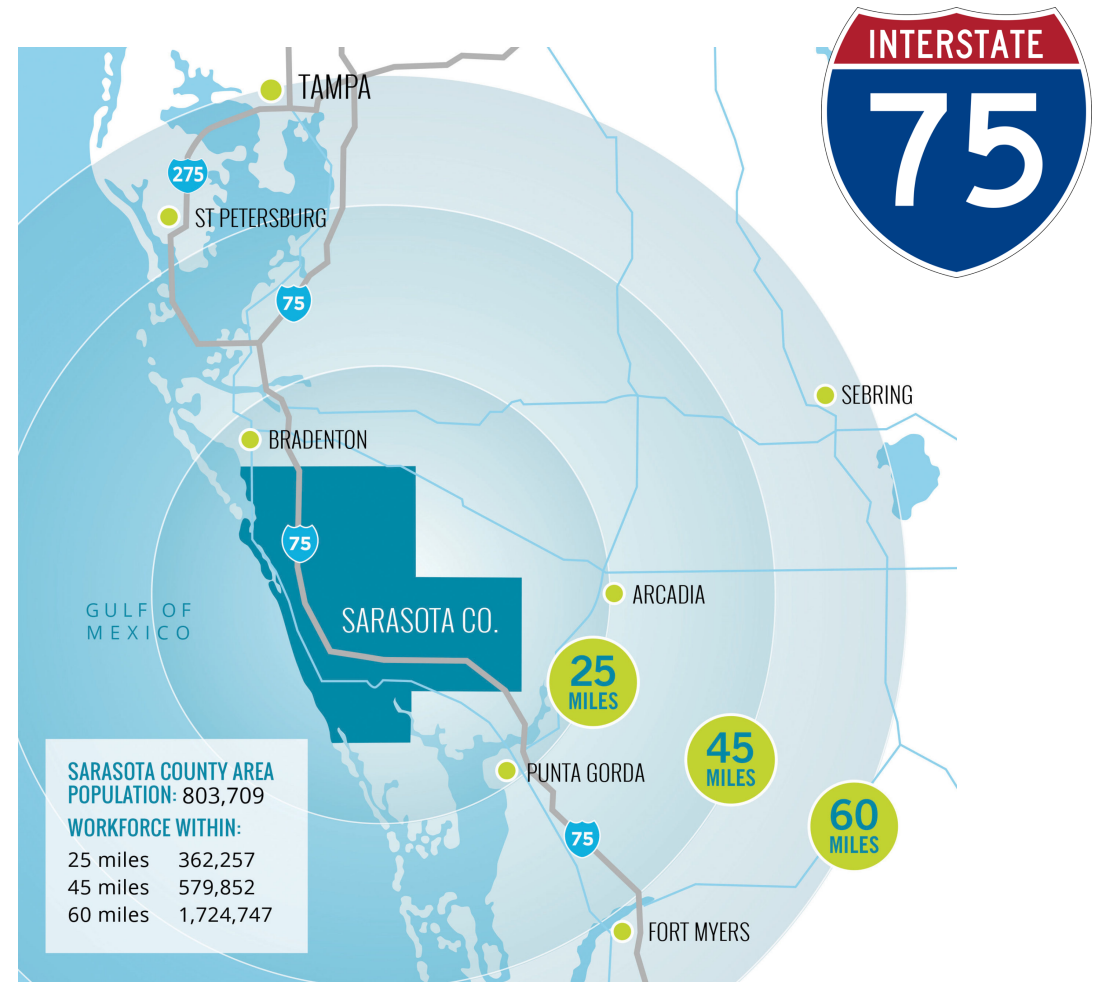 INTERSTATE
75
TAMPA
275
ST PETERSBURG
75
SEBRING
BRADENTON
75
GULF OF
MEXICO
SARASOTA CO.
ARCADIA
25
MILES
45
MILES
PUNTA GORDA
60
MILES
75
FORT MYERS
SARASOTA COUNTY AREA
POPULATION: 803,709
WORKFORCE WITHIN:
25 miles 362,257
45 miles 579,852
60 miles 1,724,747